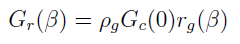 G_r(β) = ρ_g G_c(0) r_g(β)